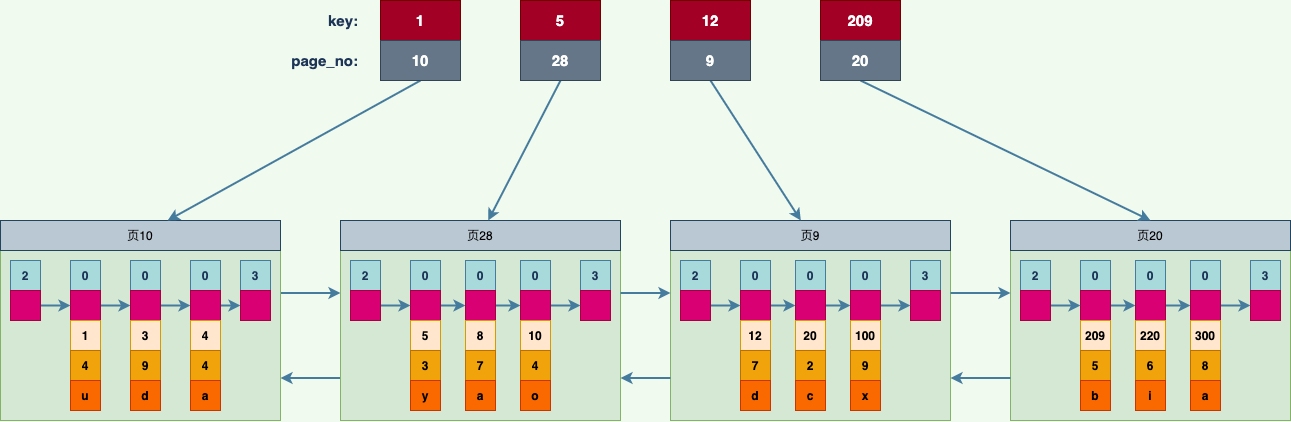 key: 1 5 12 209
page_no: 10 28 9 20
页10 页28 页9 页20
2 0 0 0 3 2 0 0 0 3 2 0 0 0 3 2 0 0 0 3
1 3 4 5 8 10 12 20 100 209 220 300
4 9 4 3 7 4 7 2 9 5 6 8
u d a y a o d c x b i a